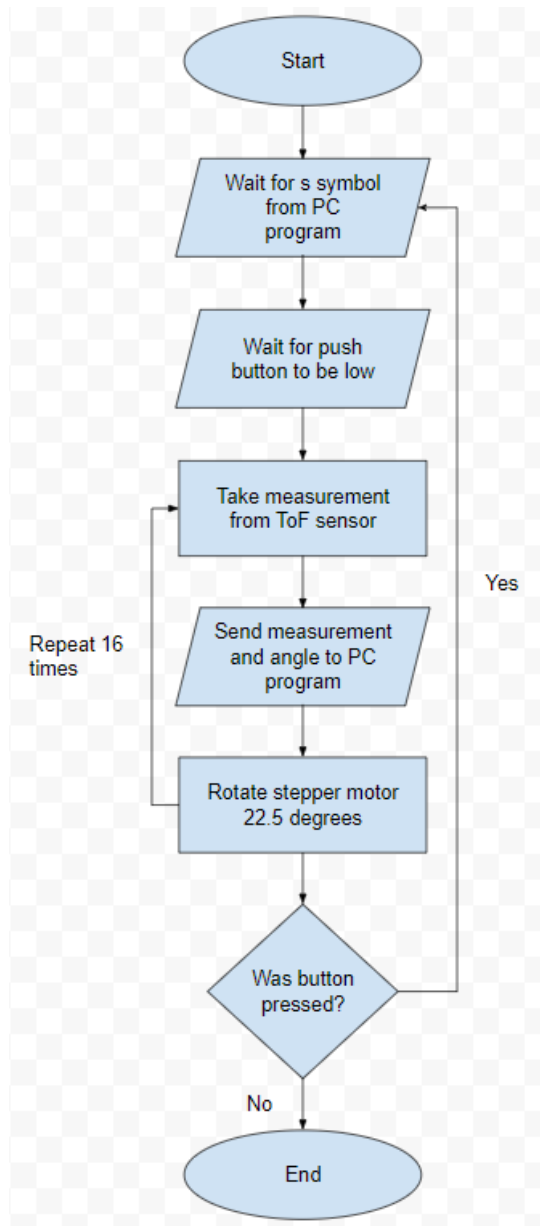 Start
Wait for s symbol
from PC
program
Wait for push
button to be low
Take measurement
from ToF sensor
Yes
Send measurement
and angle to PC
program
Repeat 16
times
Rotate stepper motor
22.5 degrees
Was button
pressed?
No
End